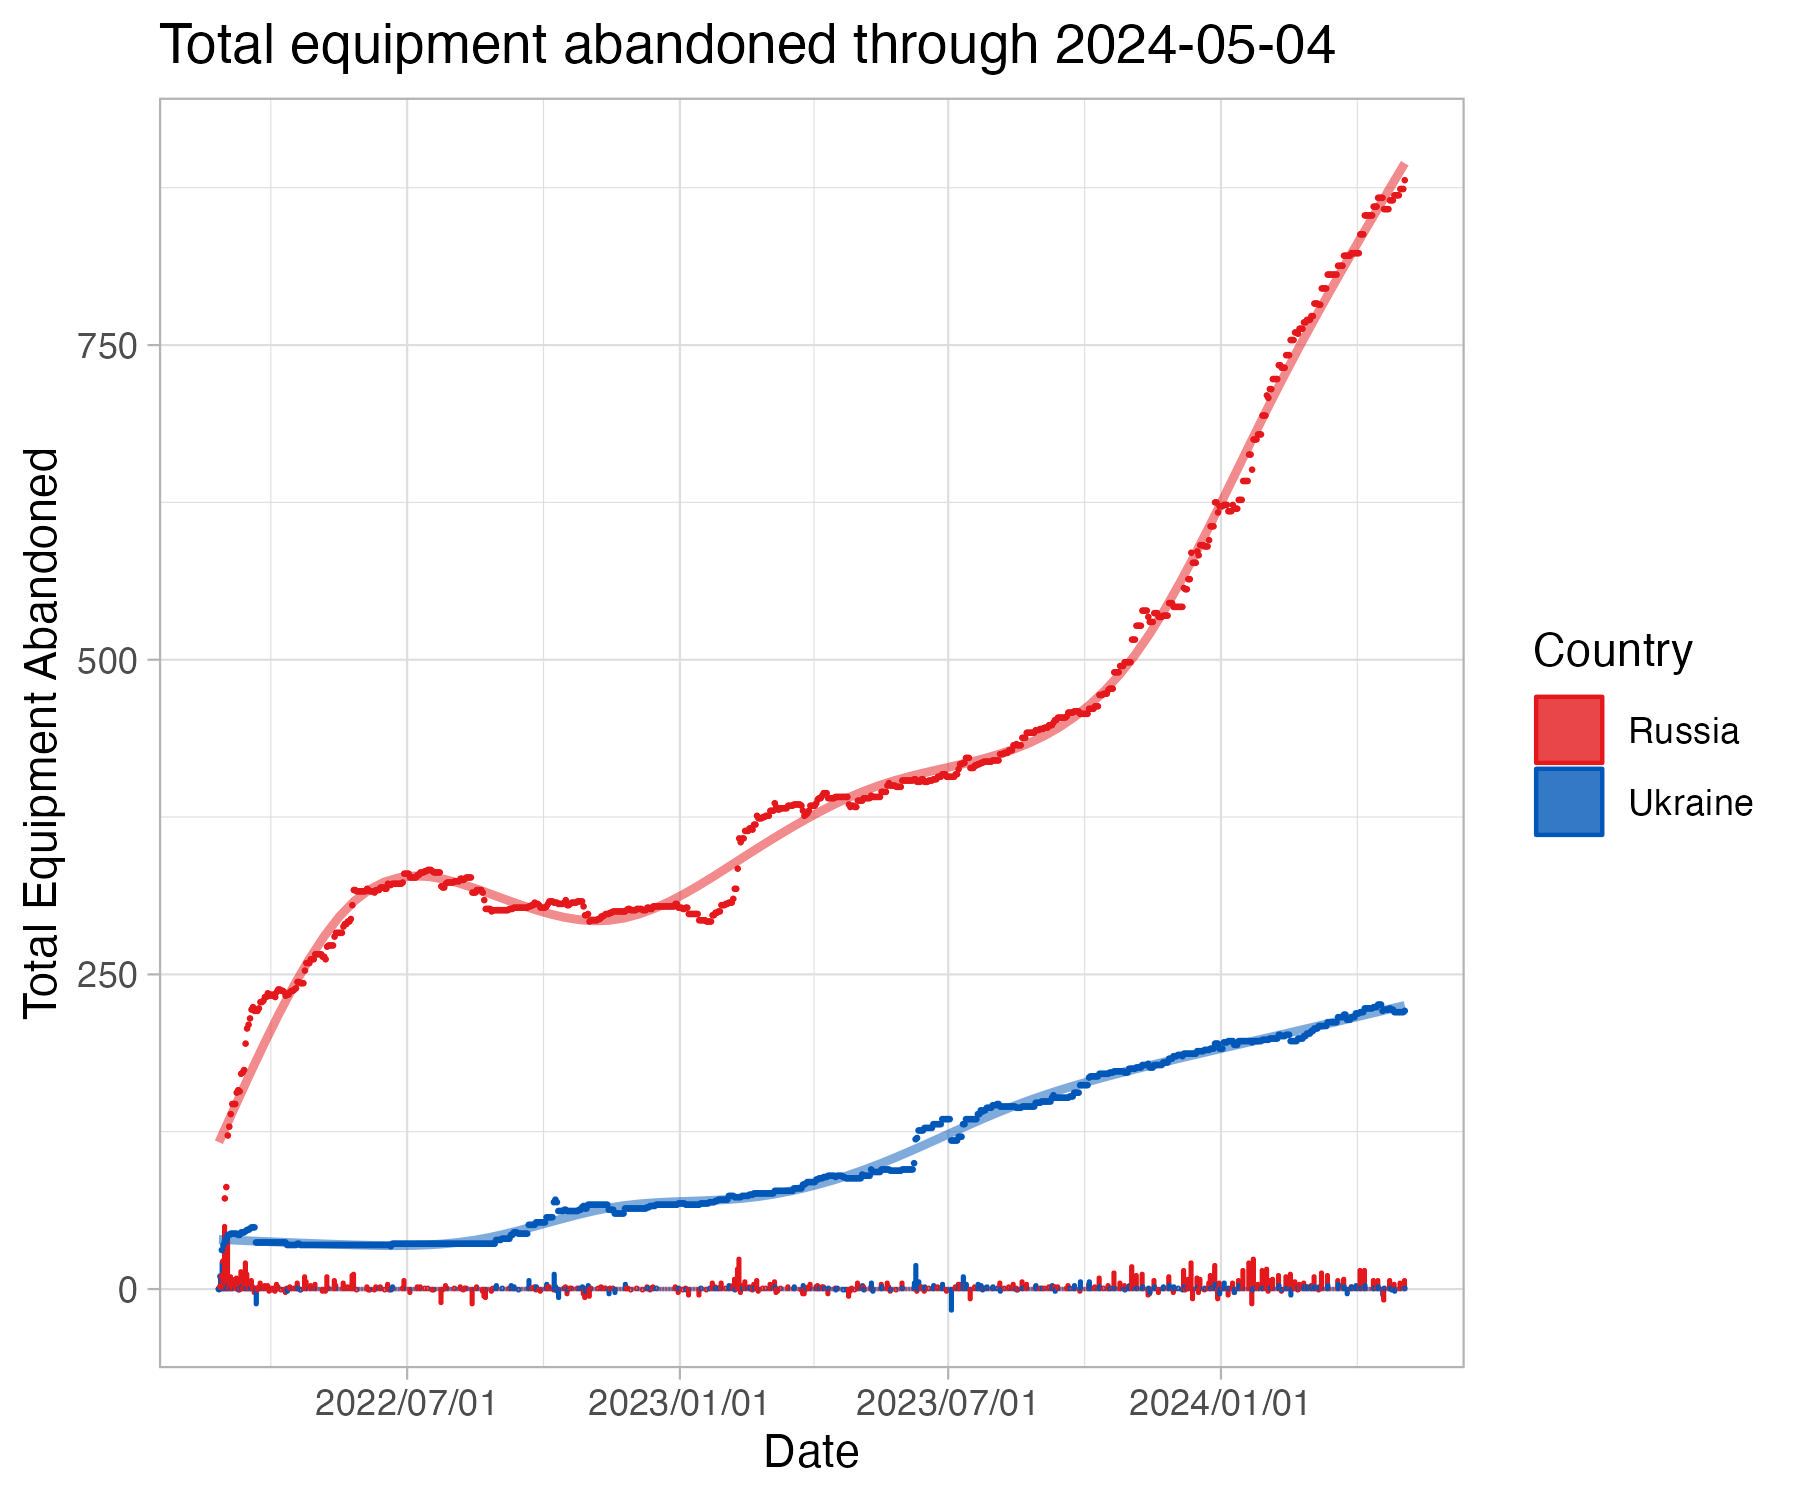 Total equipment abandoned through 2024-05-04
Total Equipment Abandoned
750
500
250
0
2022/07/01
2023/01/01
2023/07/01
2024/01/01
Date
Country
Russia
Ukraine